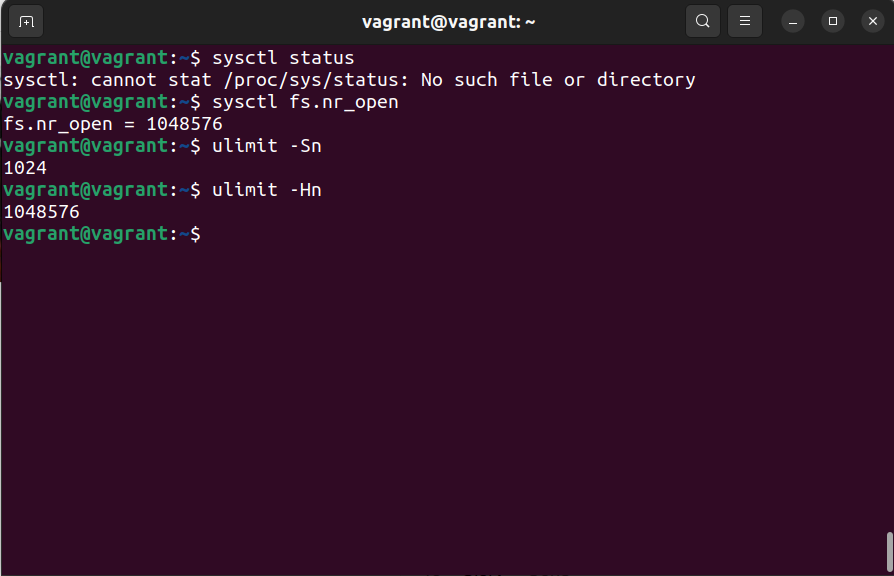 vagrant@vagrant: ~
vagrant@vagrant:~$ sysctl status
sysctl: cannot stat /proc/sys/status: No such file or directory
vagrant@vagrant:~$ sysctl fs.nr_open
fs.nr_open = 1048576
vagrant@vagrant:~$ ulimit -Sn
1024
vagrant@vagrant:~$ ulimit -Hn
1048576
vagrant@vagrant:~$